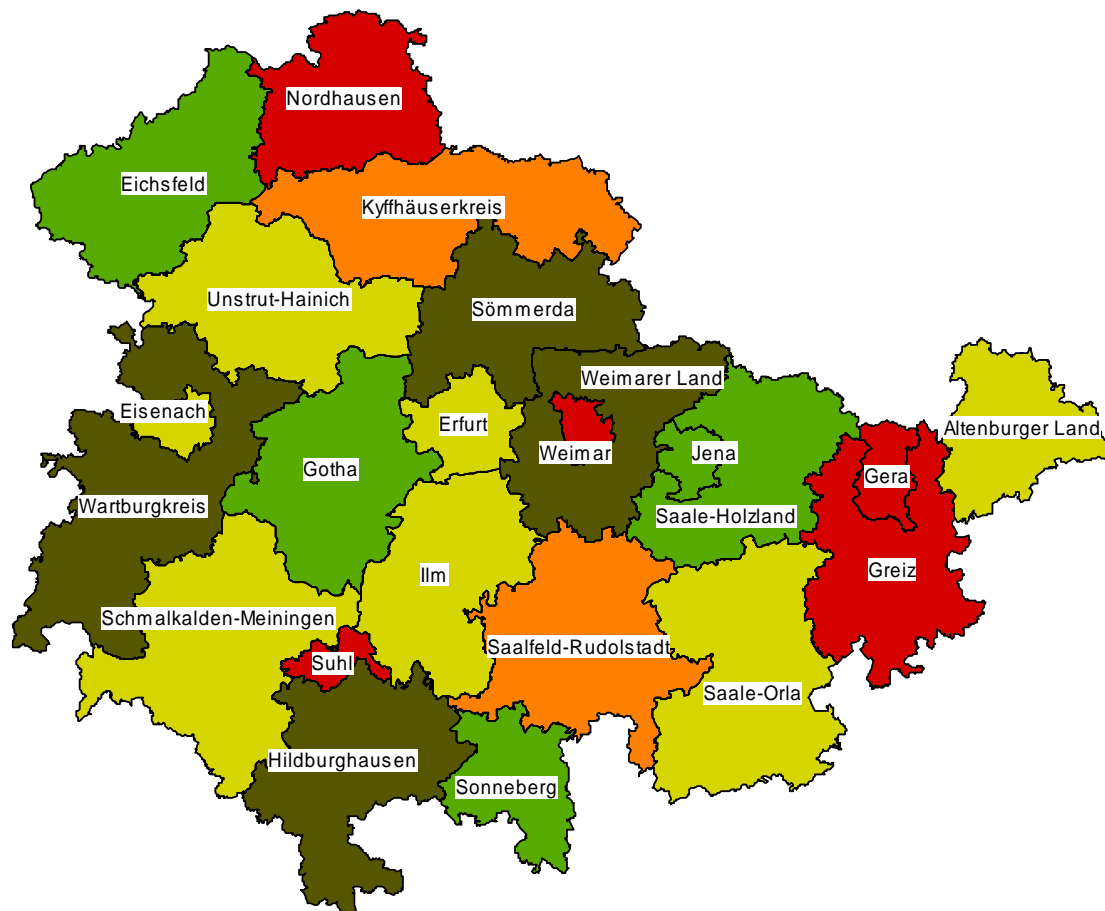 Nordhausen
Eichsfeld
Kyffhäuserkreis
Unstrut-Hainich
Sömmerda
Weimarer Land
Eisenach
Erfurt
Altenburger Land
Weimar
Jena
Gotha
Gera
Wartburgkreis
Saale-Holzland
Ilm
Greiz
Schmalkalden-Meiningen
Saalfeld-Rudolstadt
Suhl
Saale-Orla
Hildburghausen
Sonneberg